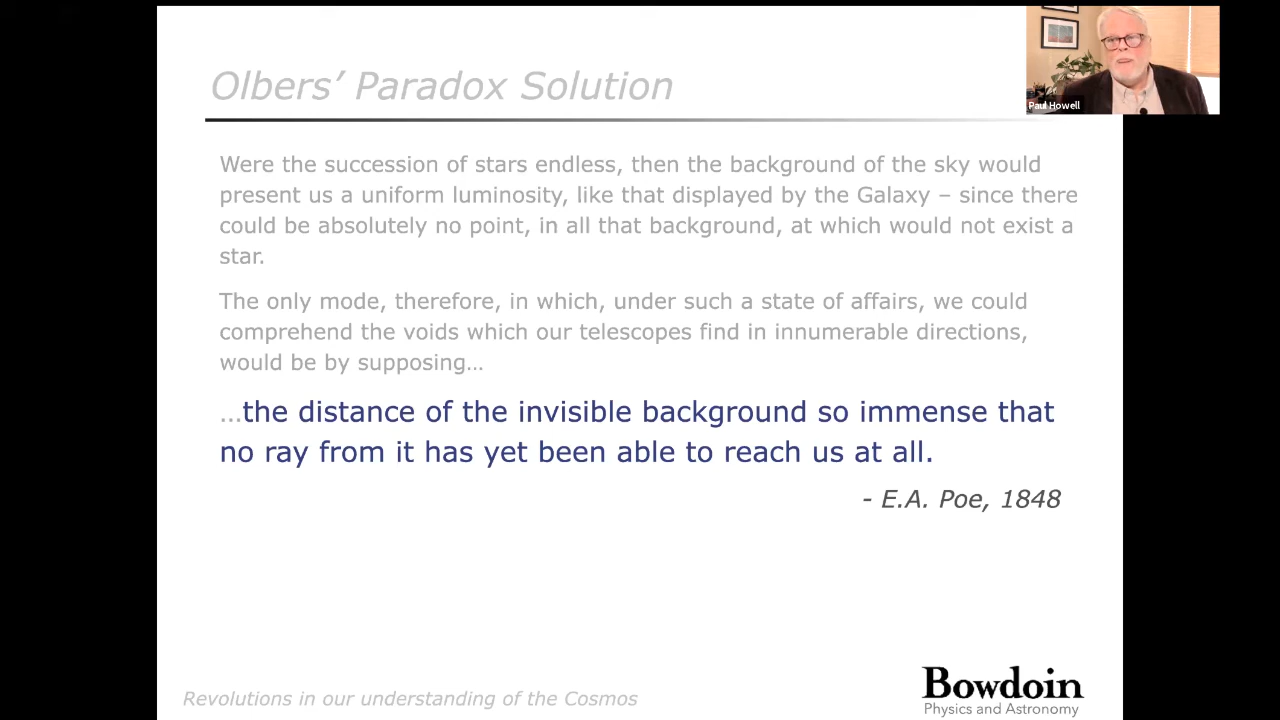 Olbers’ Paradox Solution
Paul Howell
Were the succession of stars endless, then the background of the sky would
present us a uniform luminosity, like that displayed by the Galaxy – since there
could be absolutely no point, in all that background, at which would not exist a
star.
The only mode, therefore, in which, under such a state of affairs, we could
comprehend the voids which our telescopes find in innumerable directions,
would be by supposing…
…the distance of the invisible background so immense that
no ray from it has yet been able to reach us at all.
- E.A. Poe, 1848
Revolutions in our understanding of the Cosmos
Bowdoin
Physics and Astronomy